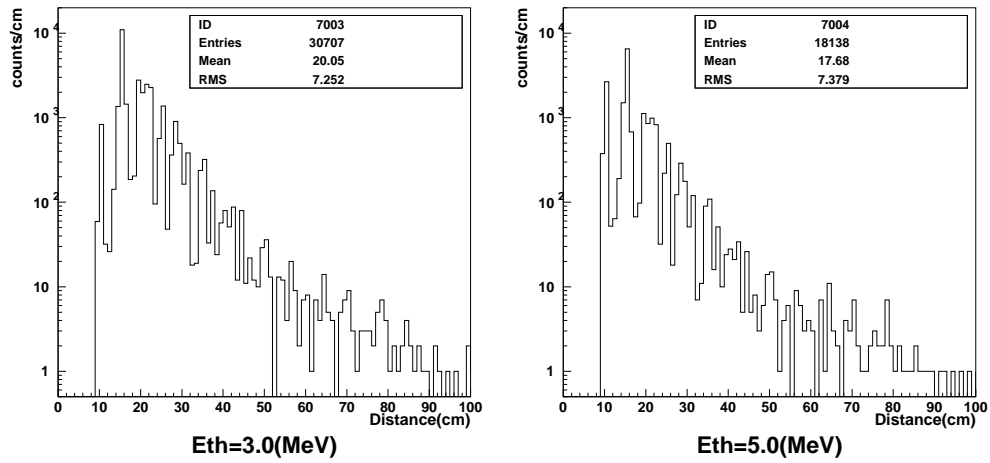 counts/cm
ID 7003
Entries 30707
Mean 20.05
RMS 7.252
10 4
10 3
10 2
10
1
0 10 20 30 40 50 60 70 80 90 100
Distance(cm)
Eth=3.0(MeV)
counts/cm
ID 7004
Entries 18138
Mean 17.68
RMS 7.379
10 4
10 3
10 2
10
1
0 10 20 30 40 50 60 70 80 90 100
Distance(cm)
Eth=5.0(MeV)